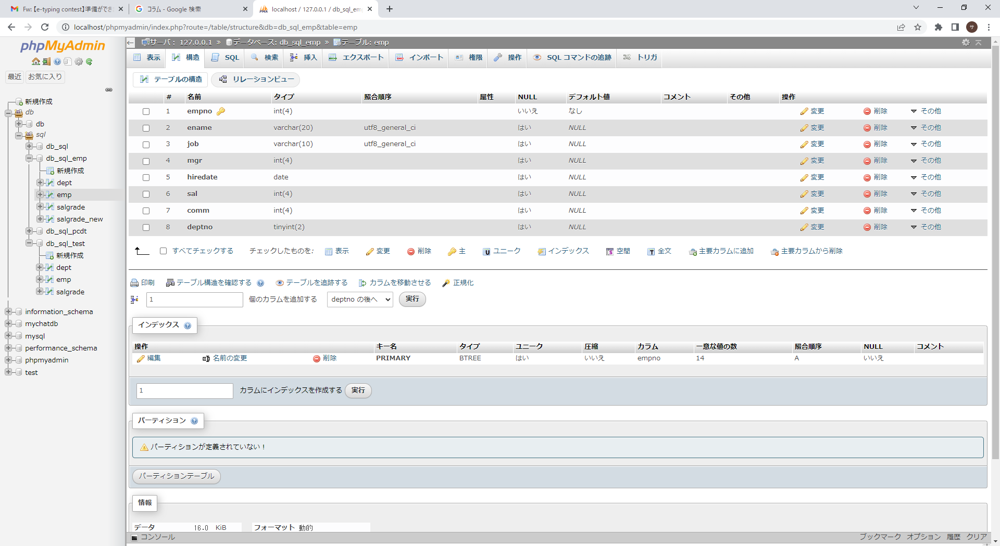 Fw: 【e-typing contest】準備ができ
コラム - Google 検索
localhost / 127.0.0.1 / db_sql_em
localhost/phpmyadmin/index.php?route=/table/structure&db=db_sql_emp&table=emp
サ
phpMyAdmin
最近 お気に入り
新規作成
db
db
sql
db_sql
db_sql_emp
新規作成
dept
emp
salgrade
salgrade_new
db_sql_pcdt
db_sql_test
新規作成
dept
emp
salgrade
information_schema
mychatdb
mysql
performance_schema
phpmyadmin
test
サーバ: 127.0.0.1 » データベース: db_sql_emp » テーブル: emp
表示 構造 SQL 検索 挿入 エクスポート インポート 権限 操作 SQL コマンドの追跡 トリガ
テーブルの構造 リレーションビュー
# 名前 タイプ 照合順序 属性 NULL デフォルト値 コメント その他 操作
1 empno int(4) いいえ なし 変更 削除 その他
2 ename varchar(20) utf8_general_ci はい NULL 変更 削除 その他
3 job varchar(10) utf8_general_ci はい NULL 変更 削除 その他
4 mgr int(4) はい NULL 変更 削除 その他
5 hiredate date はい NULL 変更 削除 その他
6 sal int(4) はい NULL 変更 削除 その他
7 comm int(4) はい NULL 変更 削除 その他
8 deptno tinyint(2) はい NULL 変更 削除 その他
すべてチェックする チェックしたものを: 表示 変更 削除 主 ユニーク インデックス 空間 全文 主要カラムに追加 主要カラムから削除
印刷 テーブル構造を確認する テーブルを追跡する カラムを移動させる 正規化
1 個のカラムを追加する deptno の後へ 実行
インデックス
操作 キー名 タイプ ユニーク 圧縮 カラム 一意な値の数 照合順序 NULL コメント
編集 名前の変更 削除 PRIMARY BTREE はい いいえ empno 14 A いいえ
1 カラムにインデックスを作成する 実行
パーティション
パーティションが定義されていない！
パーティションテーブル
情報
データ 16.0 KiB フォーマット 動的
コンソール ブックマーク オプション 履歴 クリア